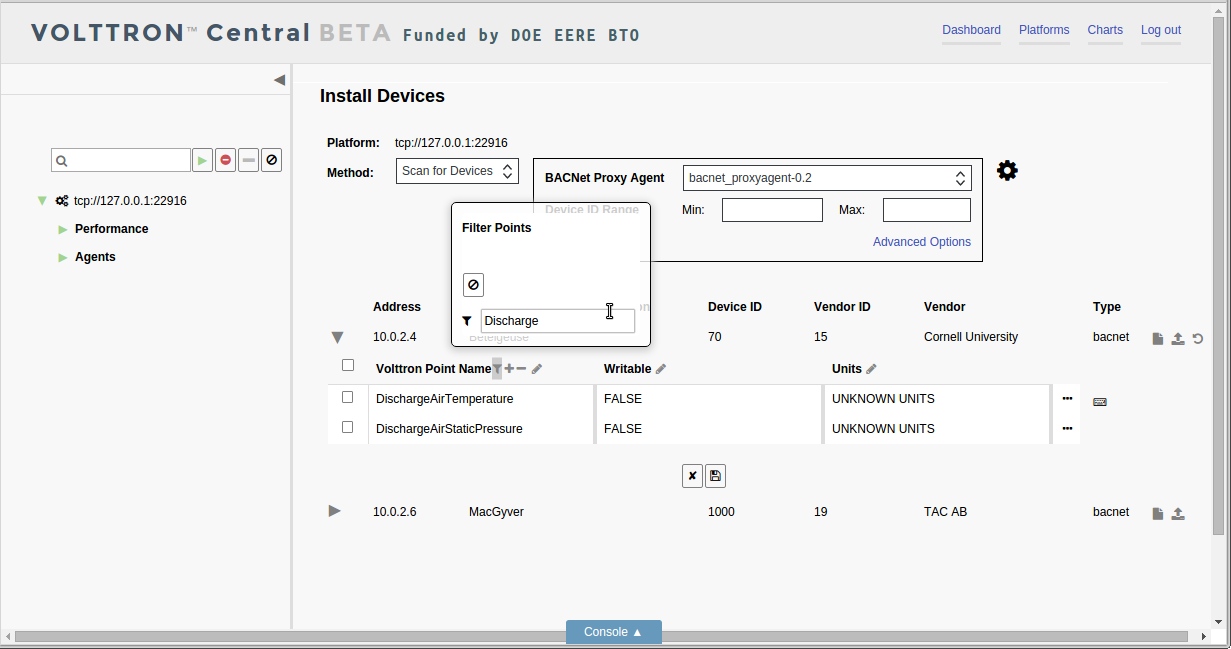 VOLTTRON™ Central BETA Funded by DOE EERE BTO
Dashboard Platforms Charts Log out
Install Devices
Platform: tcp://127.0.0.1:22916
Method: Scan for Devices
BACNet Proxy Agent bacnet_proxyagent-0.2
Device ID Range Min: Max:
Advanced Options
tcp://127.0.0.1:22916
Performance
Agents
Filter Points
Discharge
Address Device ID Vendor ID Vendor Type
10.0.2.4 Betelgeuse 70 15 Cornell University bacnet
Volttron Point Name Writable Units
DischargeAirTemperature FALSE UNKNOWN UNITS •••
DischargeAirStaticPressure FALSE UNKNOWN UNITS •••
10.0.2.6 MacGyver 1000 19 TAC AB bacnet
Console ▲